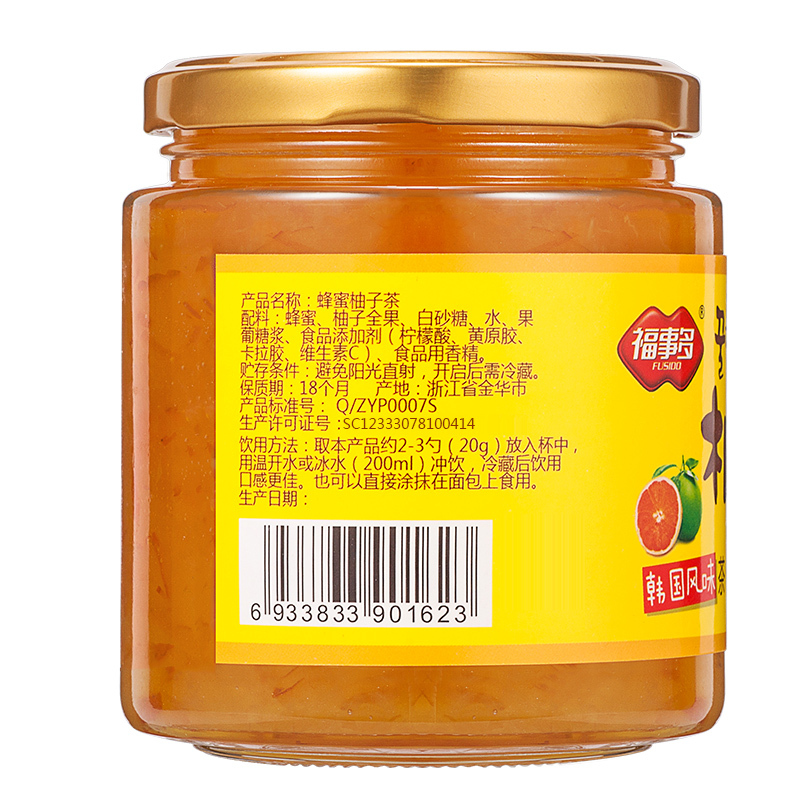 产品名称：蜂蜜柚子茶
配料：蜂蜜、柚子全果、白砂糖、水、果
葡糖浆、食品添加剂（柠檬酸、黄原胶、
卡拉胶、维生素C）、食品用香精。
贮存条件：避免阳光直射，开启后需冷藏。
保质期：18个月 产地：浙江省金华市
产品标准号： Q/ZYP0007S
生产许可证号：SC12333078100414
饮用方法：取本产品约2-3勺（20g）放入杯中，
用温开水或冰水（200ml）冲饮，冷藏后饮用
口感更佳。也可以直接涂抹在面包上食用。
生产日期：
6 933833 901623
福事多
®
FUSIDO
韩国风味
茶